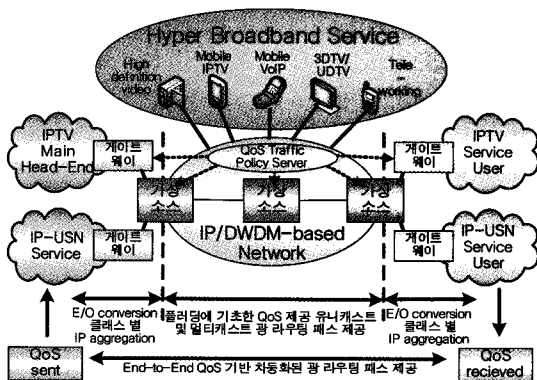 Hyper Broadband Service
High definition video
Mobile IPTV
Mobile VoIP
3DTV/ UDTV
Tele - working
IPTV Main Head-End
게이트 웨이
QoS Traffic Policy Server
게이트 웨이
IPTV Service User
가상 소스
가상 소스
가상 소스
IP-USN Service
게이트 웨이
IP/DWDM-based Network
게이트 웨이
IP-USN Service User
E/O conversion
클래스 별
IP aggregation
플러딩에 기초한 QoS 제공 유니캐스트
및 멀티캐스트 광 라우팅 패스 제공
E/O conversion
클래스 별
IP aggregation
QoS sent
End-to-End QoS 기반 차동화된 광 라우팅 패스 제공
QoS recieved